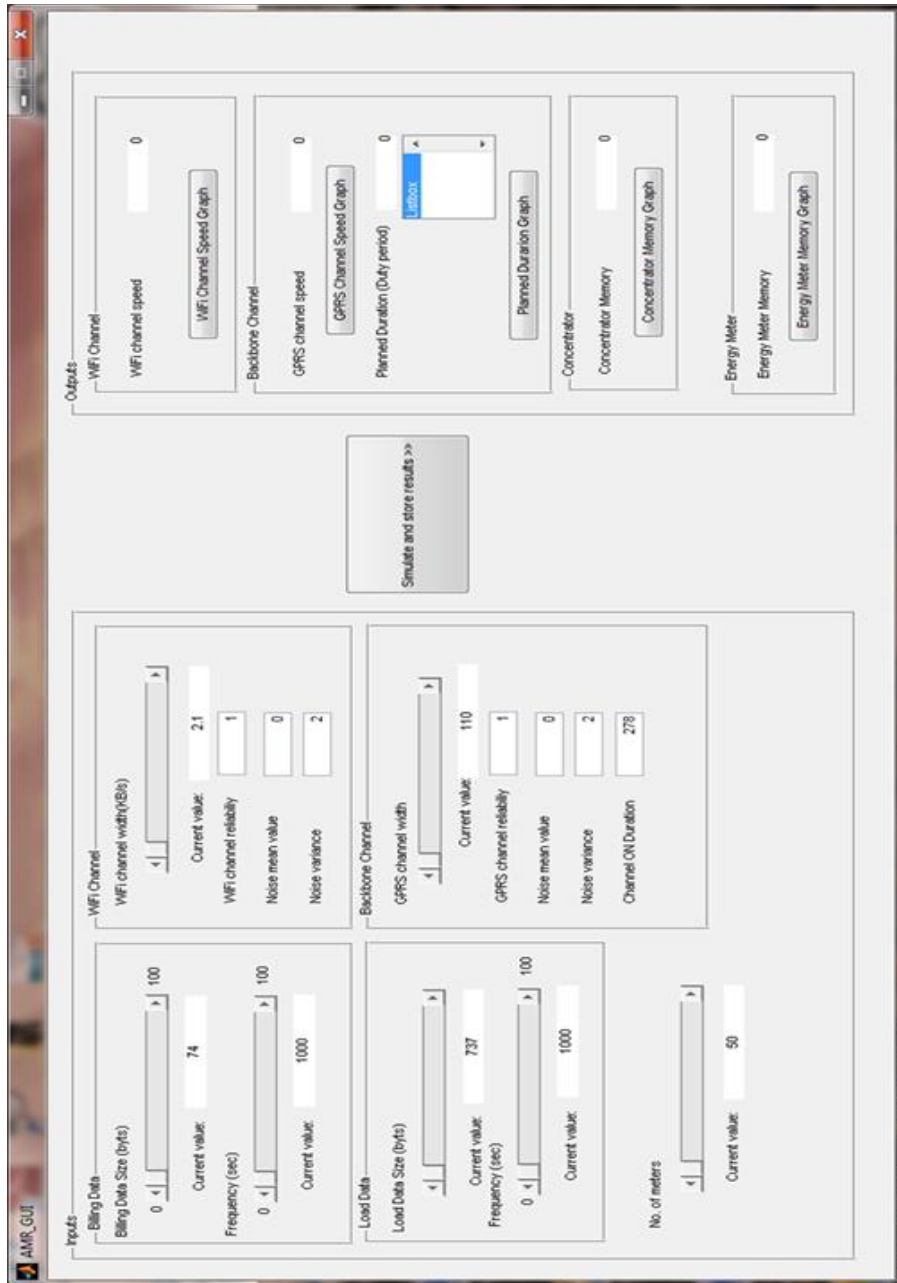 AMR_GUI
Inputs
Billing Data
Billing Data Size (byts)
0 100
Current value: 74
Frequency (sec)
0 100
Current value: 1000
Load Data
Load Data Size (byts)
Current value: 737
Frequency (sec)
0 100
Current value: 1000
No. of meters
Current value: 50
WiFi Channel
WiFi channel width(KB/s)
Current value: 2.1
WiFi channel reliabiliy 1
Noise mean value 0
Noise variance 2
Backbone Channel
GPRS channel width
Current value: 110
GPRS channel reliabiliy 1
Noise mean value 0
Noise variance 2
Channel ON Duration 278
Simulate and store results >>
Outputs
WiFi Channel
WiFi channel speed 0
WiFi Channel Speed Graph
Backbone Channel
GPRS channel speed 0
GPRS Channel Speed Graph
Planned Duration (Duty period) 0
Listbox
Planned Durarion Graph
Concentrator
Concentrator Memory 0
Concentrator Memory Graph
Energy Meter
Energy Meter Memory 0
Energy Meter Memory Graph